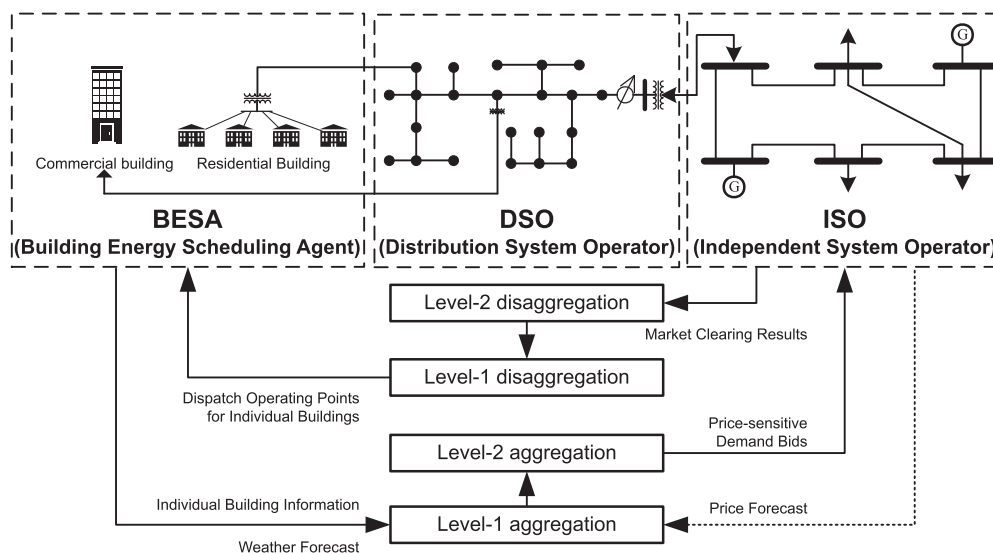 G
G
Commercial building
Residential Building
BESA
(Building Energy Scheduling Agent)
DSO
(Distribution System Operator)
ISO
(Independent System Operator)
Level-2 disaggregation
Market Clearing Results
Level-1 disaggregation
Dispatch Operating Points
for Individual Buildings
Level-2 aggregation
Price-sensitive
Demand Bids
Individual Building Information
Level-1 aggregation
Price Forecast
Weather Forecast